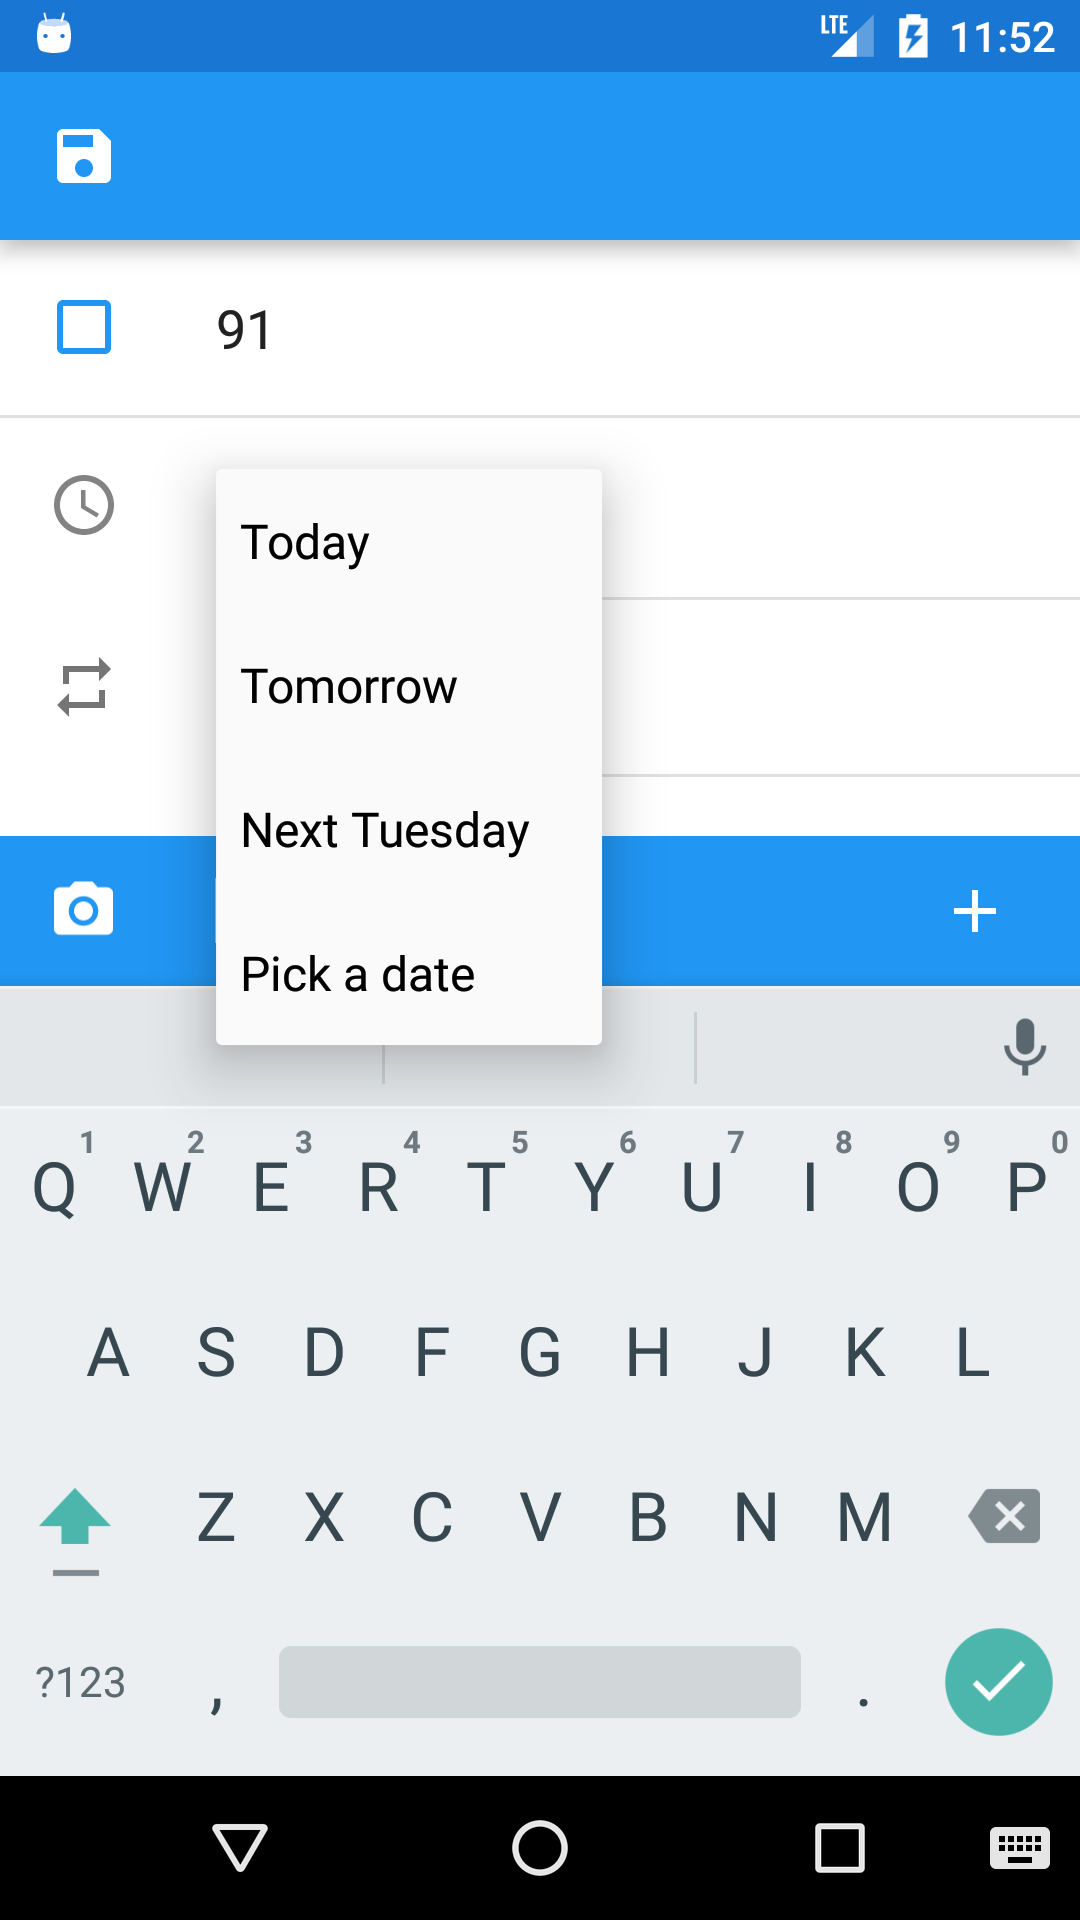 LTE 11:52
91
Today
Tomorrow
Next Tuesday
Pick a date
1 2 3 4 5 6 7 8 9 0
Q W E R T Y U I O P
A S D F G H J K L
Z X C V B N M
?123 , .